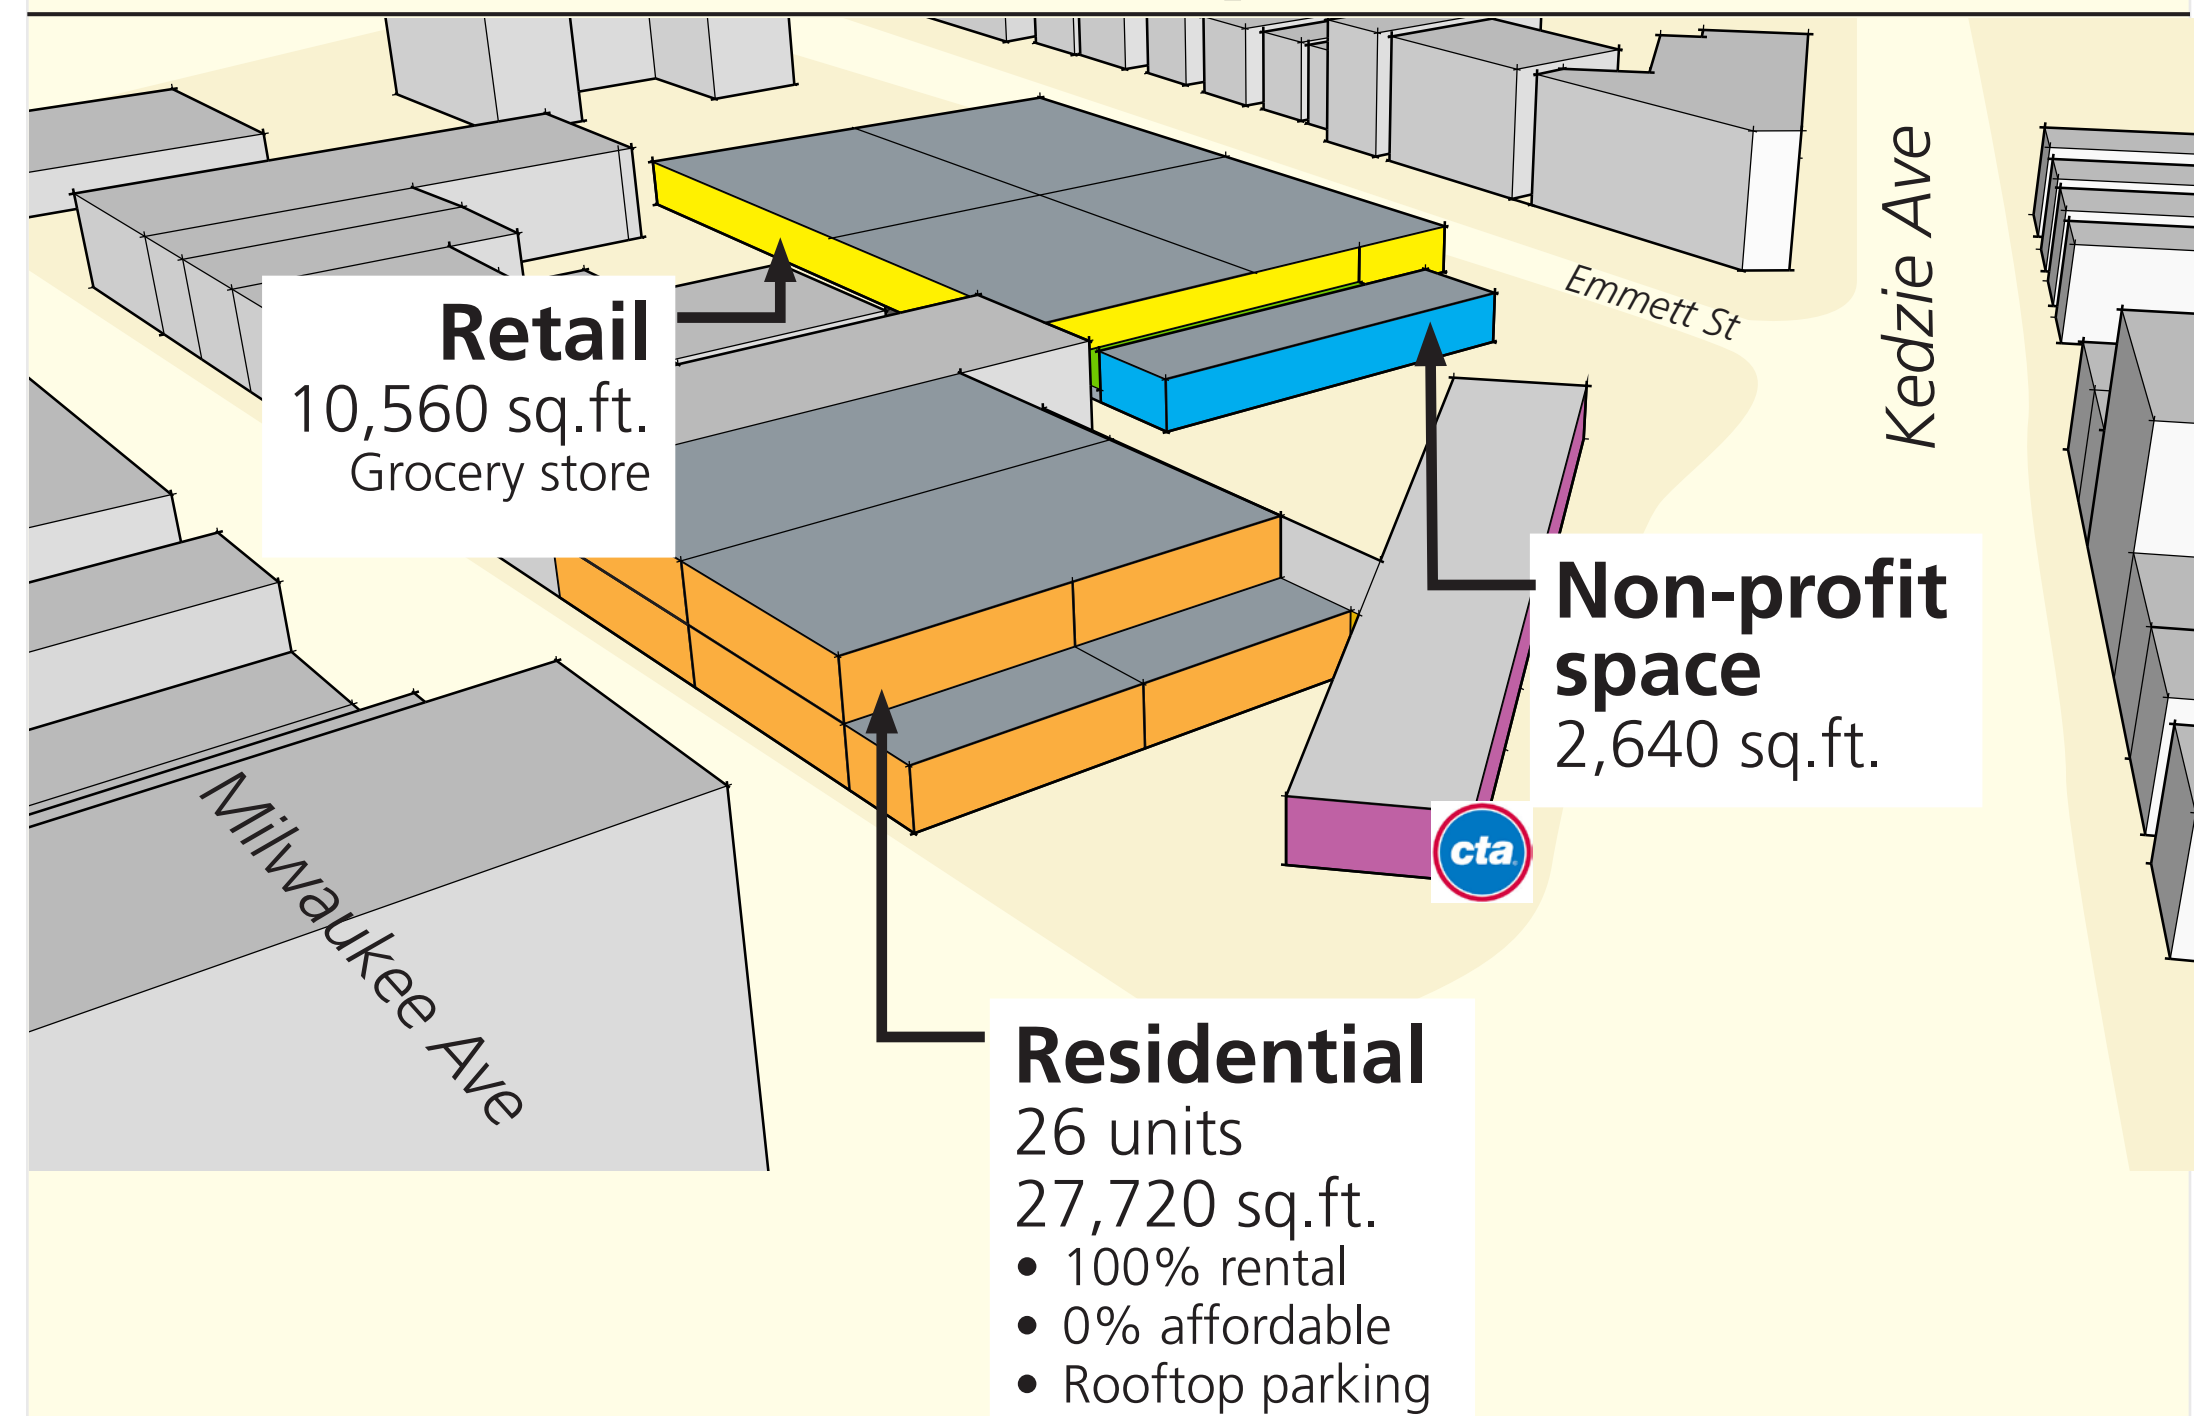 Emmett St
Kedzie Ave
Retail
10,560 sq.ft.
Grocery store
Non-profit
space
2,640 sq.ft.
cta
Milwaukee Ave
Residential
26 units
27,720 sq.ft.
• 100% rental
• 0% affordable
• Rooftop parking